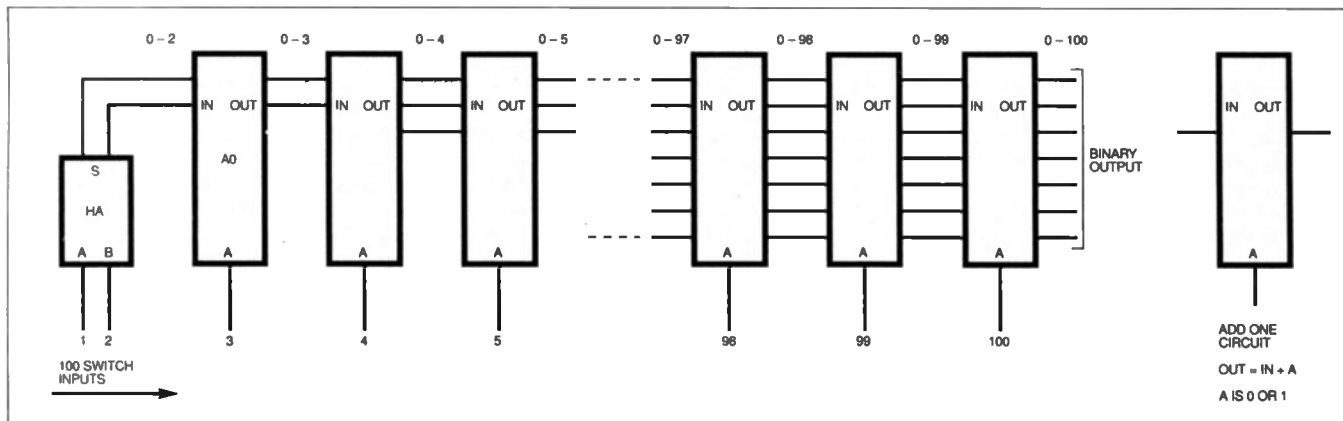 0–2 0–3 0–4 0–5 0–97 0–98 0–99 0–100
IN OUT IN OUT IN OUT IN OUT IN OUT IN OUT IN OUT
A0
S
HA
A B
A A A A A A A
BINARY
OUTPUT
1 2 3 4 5 98 99 100
100 SWITCH
INPUTS
ADD ONE
CIRCUIT
OUT = IN + A
A IS 0 OR 1